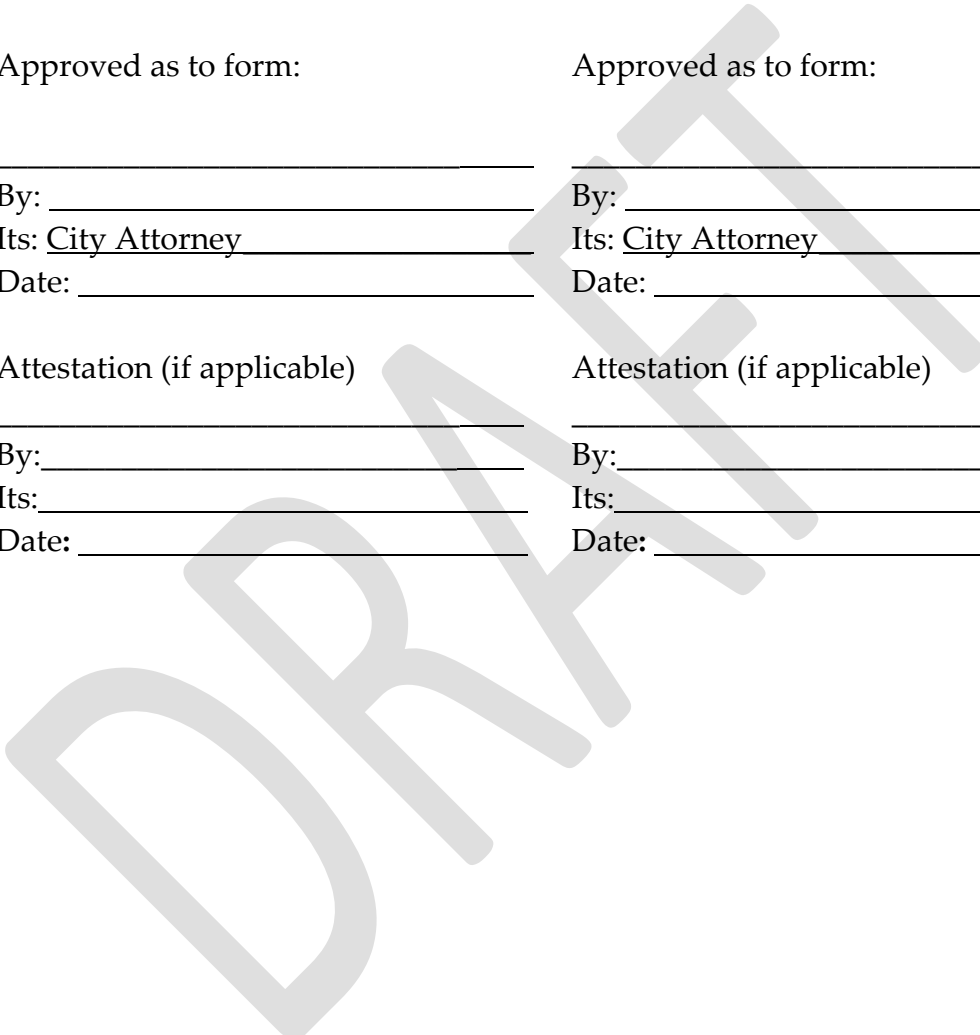 Approved as to form:
By:
Its: City Attorney
Date:
Attestation (if applicable)
By:
Its:
Date:
Approved as to form:
By:
Its: City Attorney
Date:
Attestation (if applicable)
By:
Its:
Date:
DRAFT